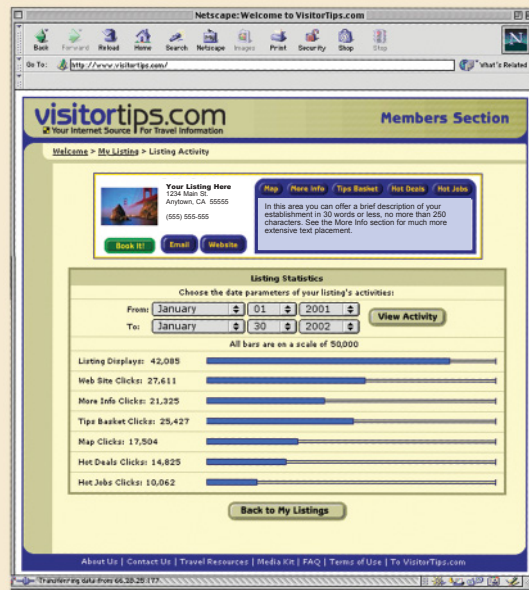 Netscape: Welcome to VisitorTips.com
Back Forward Reload Home Search Netscape Images Print Security Shop Stop
Go To: http://www.visitortips.com/ What's Related
visitortips.com
Your Internet Source For Travel Information
Members Section
Welcome > My Listing > Listing Activity
Your Listing Here
1234 Main St.
Anytown, CA 55555
(555) 555-555
Book It! Email Website
Map More Info Tips Basket Hot Deals Hot Jobs
In this area you can offer a brief description of your
establishment in 30 words or less, no more than 250
characters. See the More Info section for much more
extensive text placement.
Listing Statistics
Choose the date parameters of your listing's activities:
From: January 01 2001
To: January 30 2002
View Activity
All bars are on a scale of 50,000
Listing Displays: 42,085
Web Site Clicks: 27,611
More Info Clicks: 21,325
Tips Basket Clicks: 25,427
Map Clicks: 17,504
Hot Deals Clicks: 14,825
Hot Jobs Clicks: 10,062
Back to My Listings
About Us | Contact Us | Travel Resources | Media Kit | FAQ | Terms of Use | To VisitorTips.com
Transferring data from 66.28.25.177